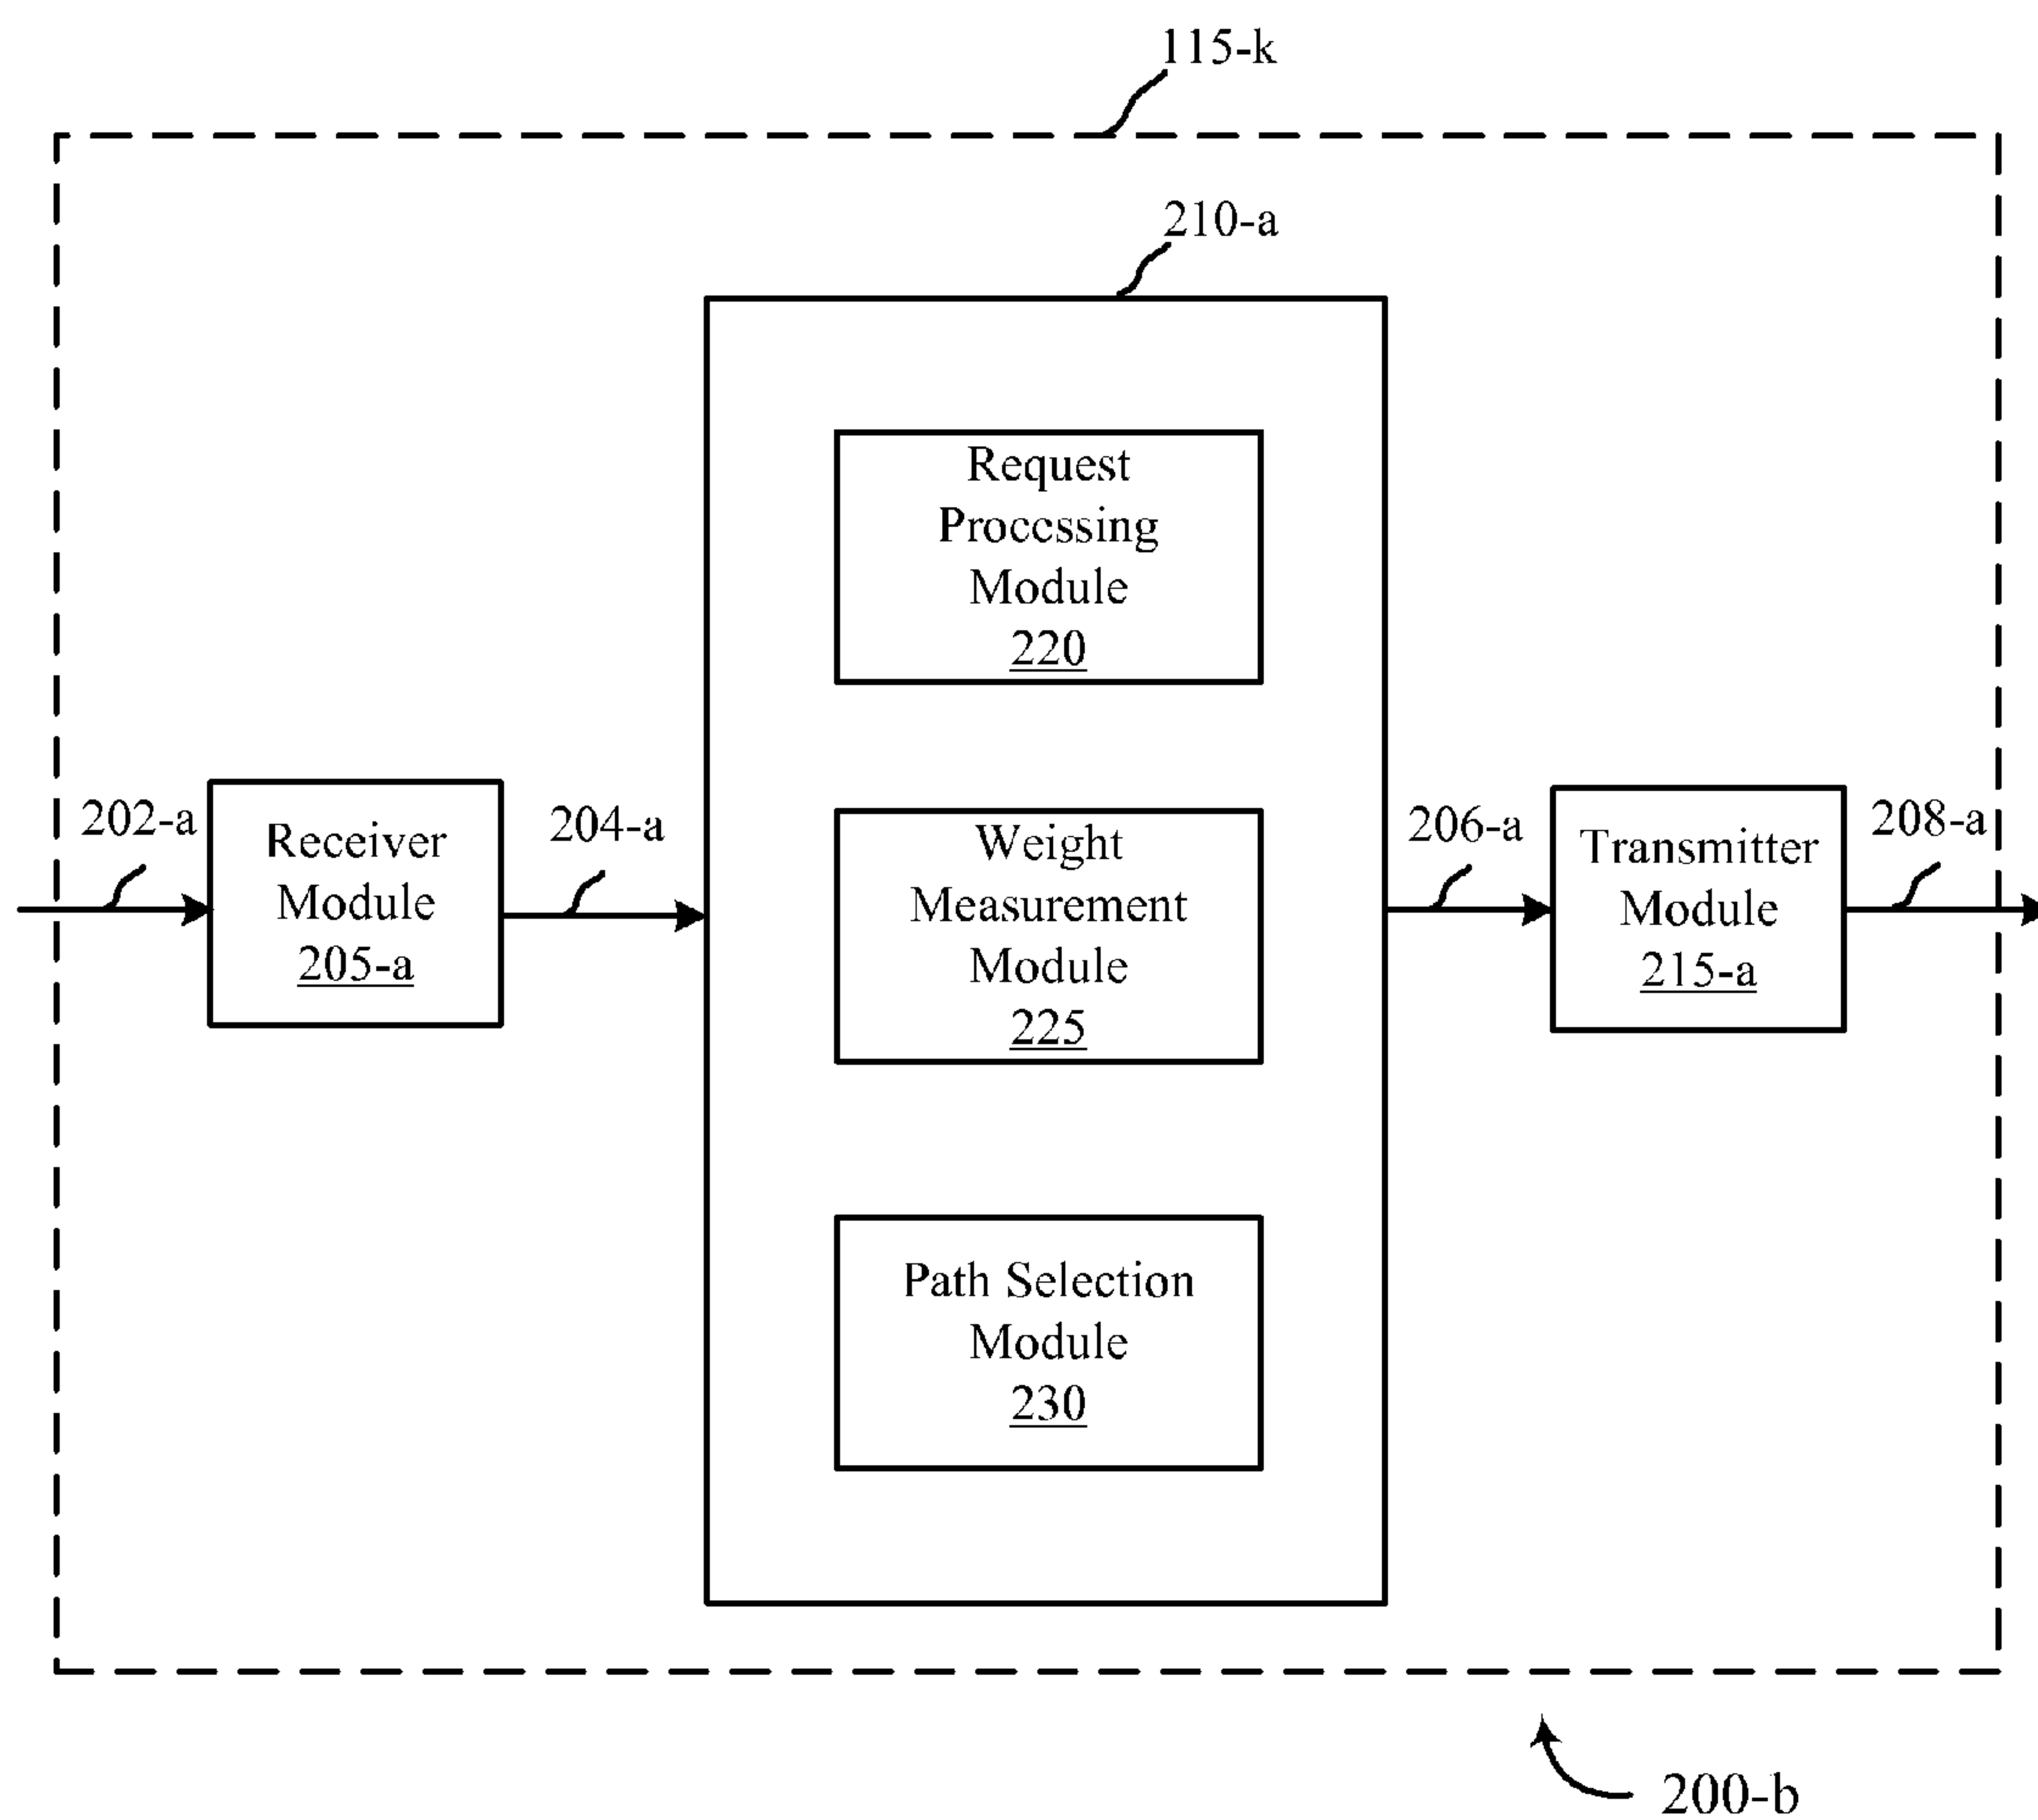 115-k
210-a
Request
Processing
Module
220
202-a
Receiver
Module
205-a
204-a
Weight
Measurement
Module
225
206-a
Transmitter
Module
215-a
208-a
Path Selection
Module
230
200-b